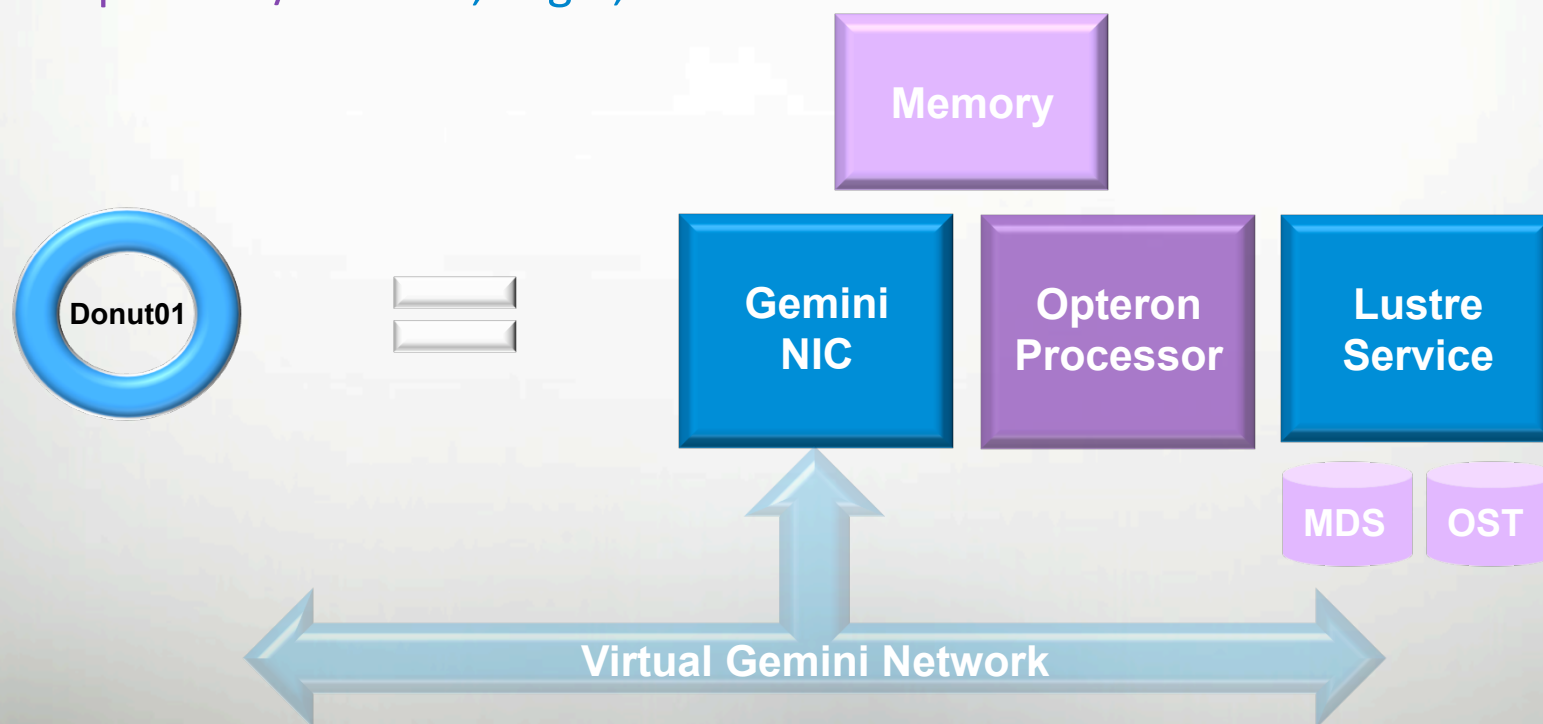 Memory
Donut01
Gemini
NIC
Opteron
Processor
Lustre
Service
MDS
OST
Virtual Gemini Network